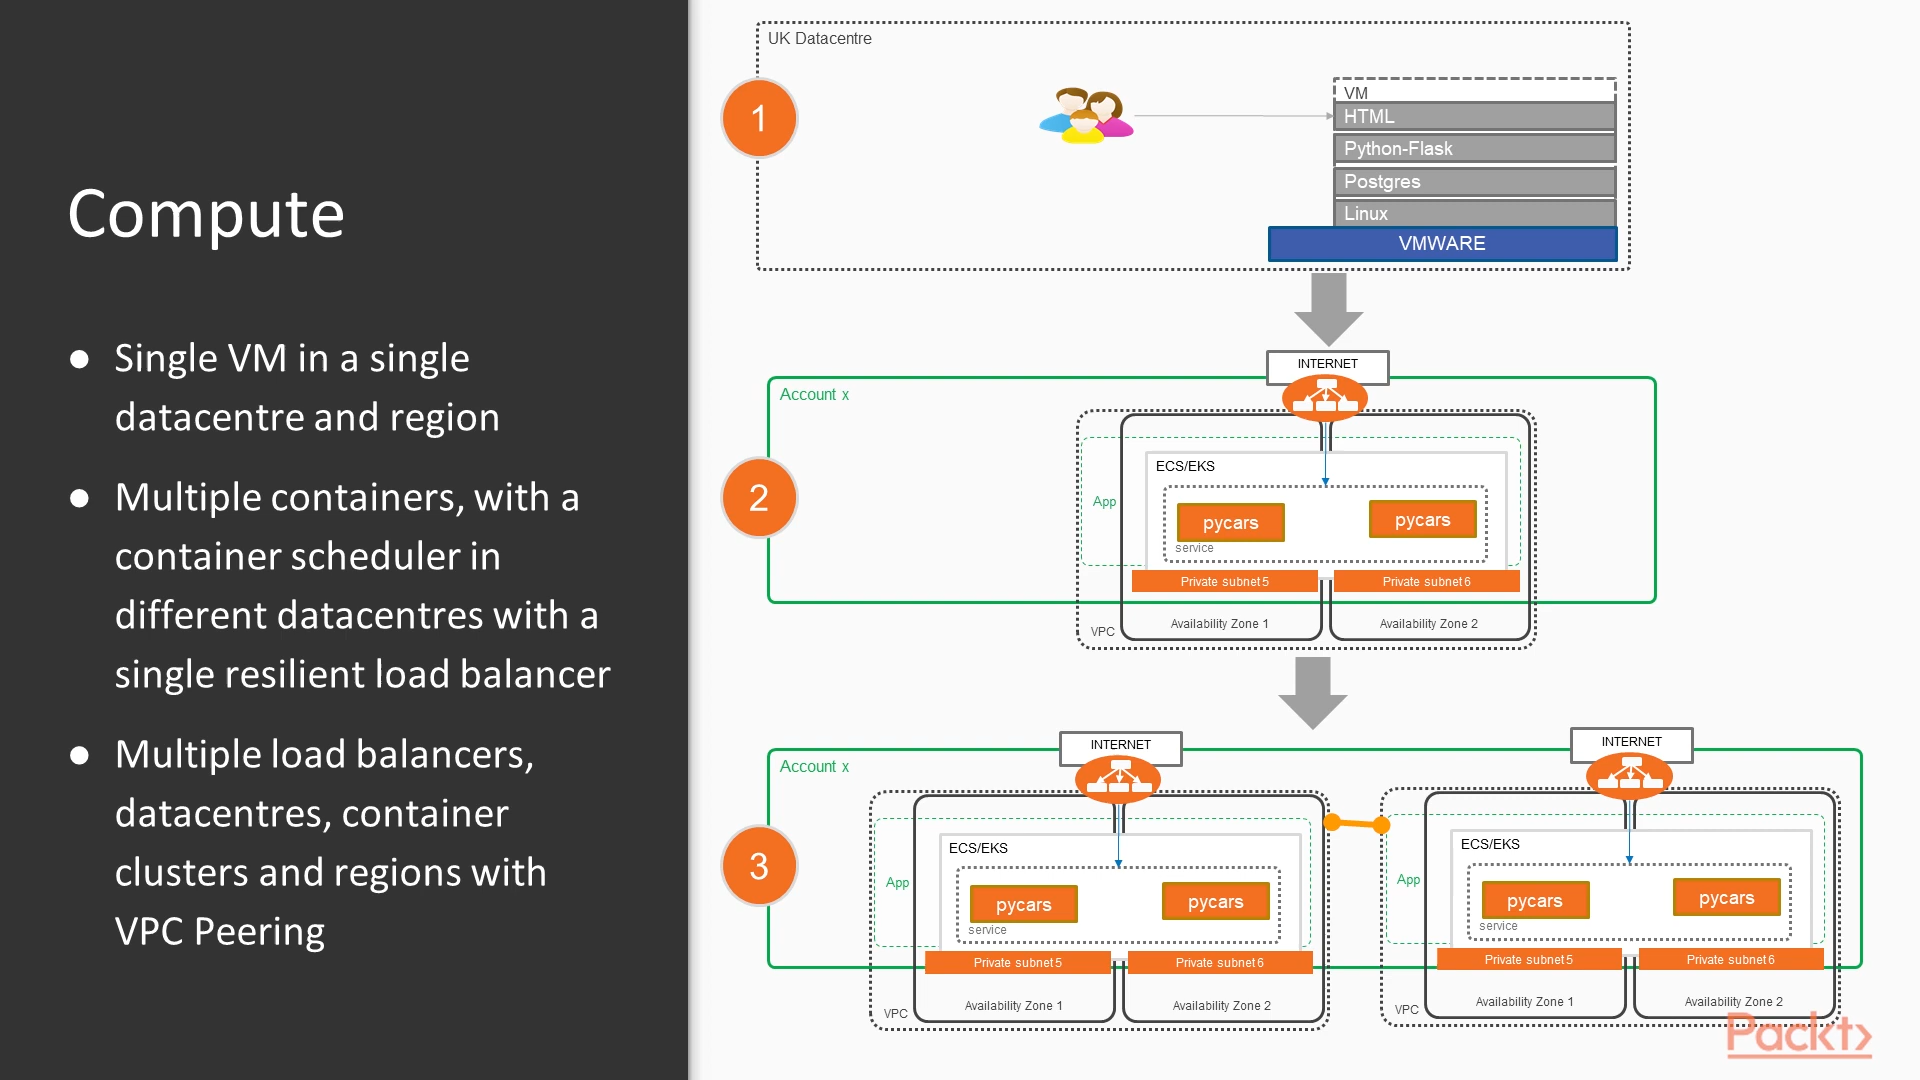 Compute
● Single VM in a single
datacentre and region
● Multiple containers, with a
container scheduler in
different datacentres with a
single resilient load balancer
● Multiple load balancers,
datacentres, container
clusters and regions with
VPC Peering
1
UK Datacentre
VM
HTML
Python-Flask
Postgres
Linux
VMWARE
2
INTERNET
Account x
ECS/EKS
App
pycars
pycars
service
Private subnet 5
Private subnet 6
Availability Zone 1
Availability Zone 2
VPC
3
Account x
INTERNET
ECS/EKS
App
pycars
pycars
service
Private subnet 5
Private subnet 6
Availability Zone 1
Availability Zone 2
VPC
INTERNET
ECS/EKS
App
pycars
pycars
service
Private subnet 5
Private subnet 6
Availability Zone 1
Availability Zone 2
VPC
Packt>